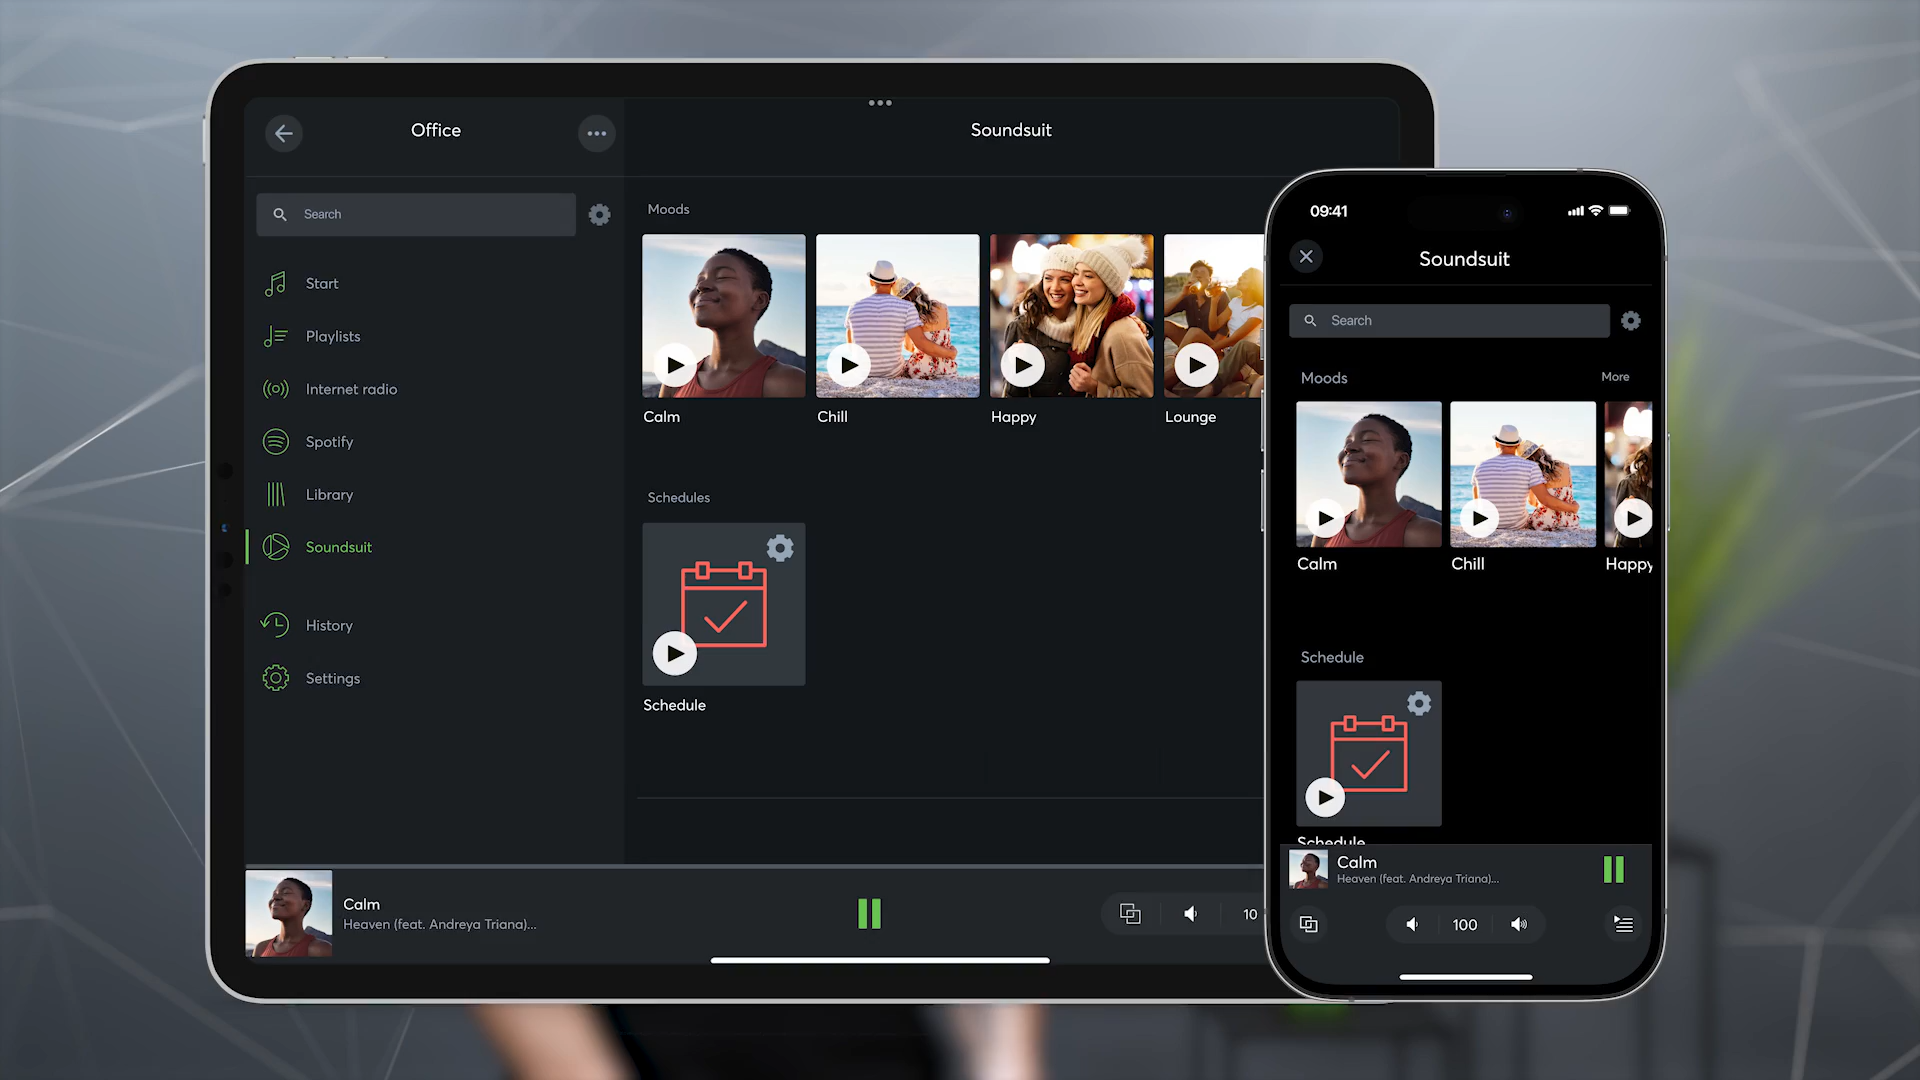 Office
Search
Start
Playlists
Internet radio
Spotify
Library
Soundsuit
History
Settings
Soundsuit
Moods
Calm
Chill
Happy
Lounge
Schedules
Schedule
Calm
Heaven (feat. Andreya Triana)...
10
09:41
Soundsuit
Search
Moods
More
Calm
Chill
Happy
Schedule
Schedule
Calm
Heaven (feat. Andreya Triana)...
100